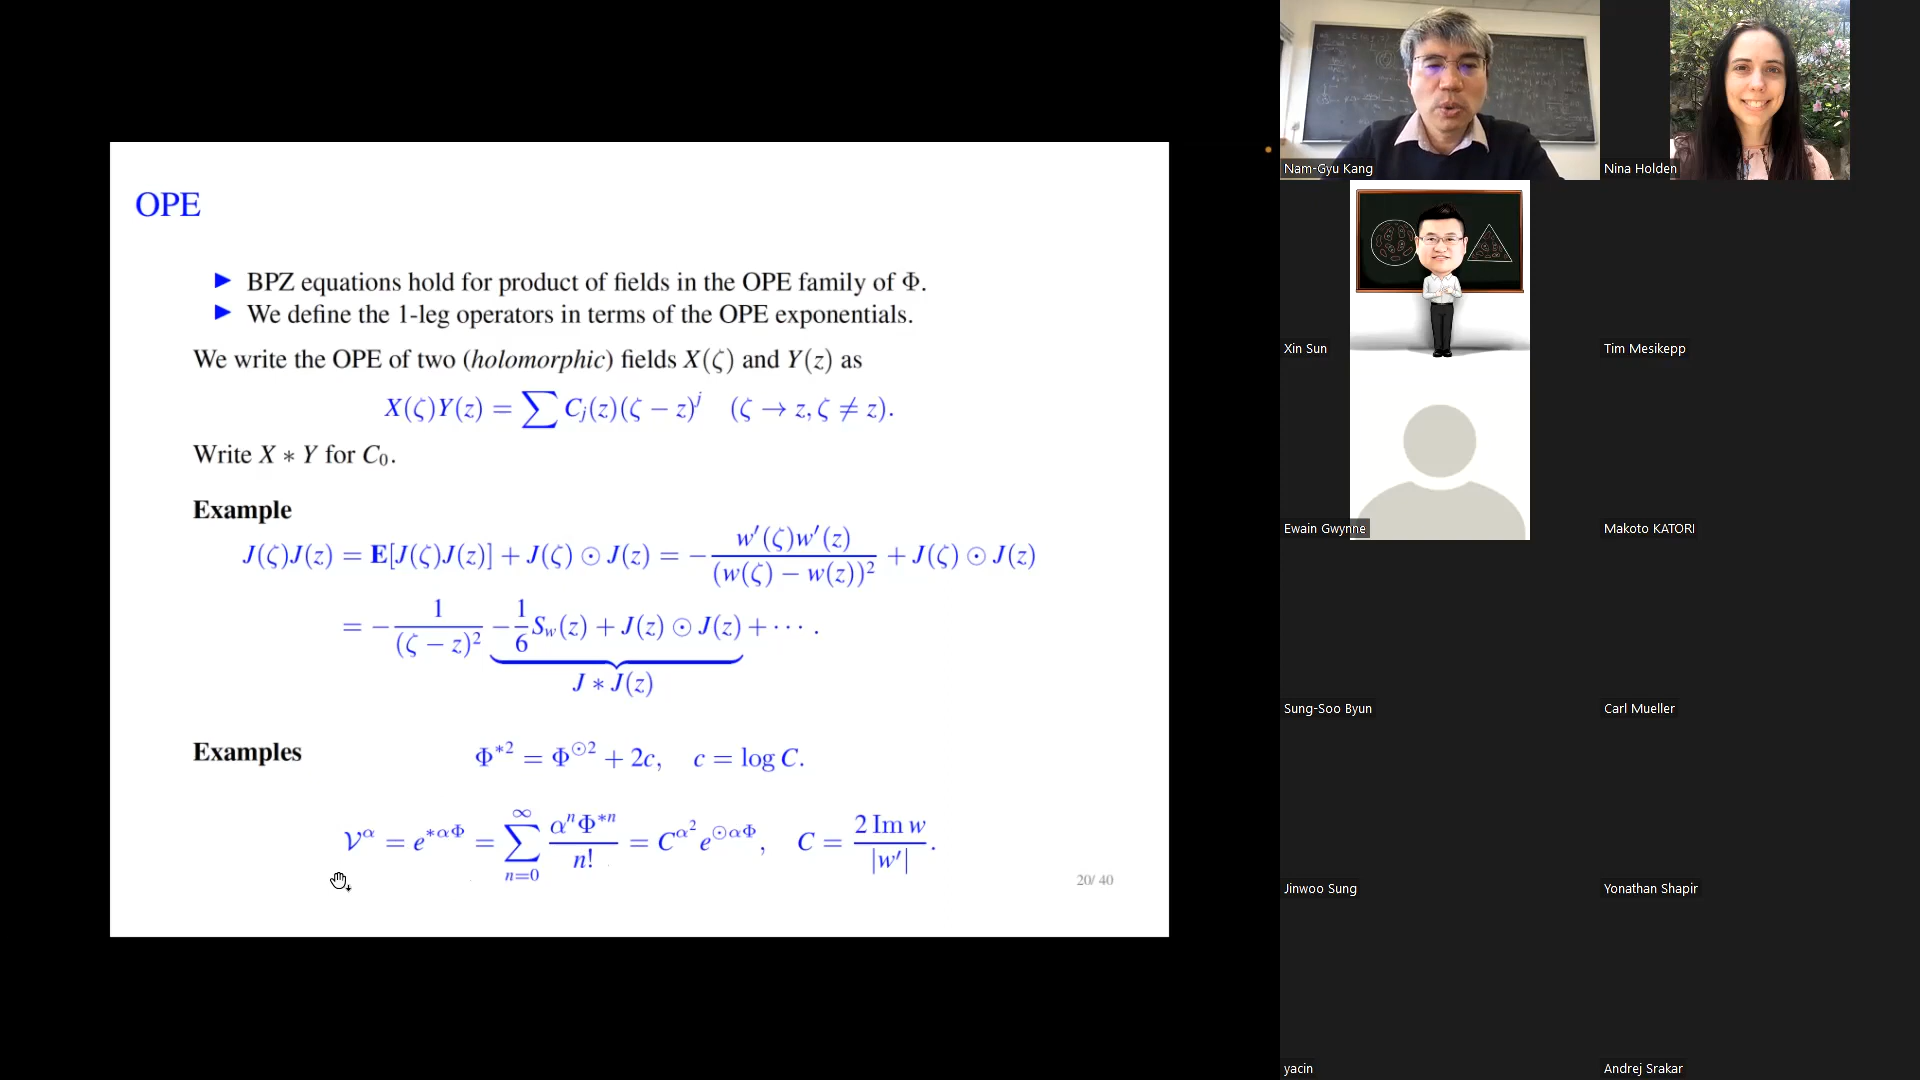 OPE
▶ BPZ equations hold for product of fields in the OPE family of Φ.
▶ We define the 1-leg operators in terms of the OPE exponentials.
We write the OPE of two (holomorphic) fields X(ζ) and Y(z) as
X(ζ)Y(z) = ∑ C_j(z)(ζ − z)^j (ζ → z, ζ ≠ z).
Write X ∗ Y for C_0.
Example
J(ζ)J(z) = E[J(ζ)J(z)] + J(ζ) ⊙ J(z) = − w′(ζ)w′(z) / (w(ζ) − w(z))² + J(ζ) ⊙ J(z)
= − 1 / (ζ − z)² − 1/6 S_w(z) + J(z) ⊙ J(z) + ⋯ .
J ∗ J(z)
Examples Φ^{∗2} = Φ^{⊙2} + 2c, c = log C.
𝒱^α = e^{∗αΦ} = ∑_{n=0}^{∞} α^n Φ^{∗n} / n! = C^{α²} e^{⊙αΦ}, C = 2 Im w / |w′|.
20/ 40
Nam-Gyu Kang
Nina Holden
Xin Sun
Tim Mesikepp
Ewain Gwynne
Makoto KATORI
Sung-Soo Byun
Carl Mueller
Jinwoo Sung
Yonathan Shapir
yacin
Andrej Srakar